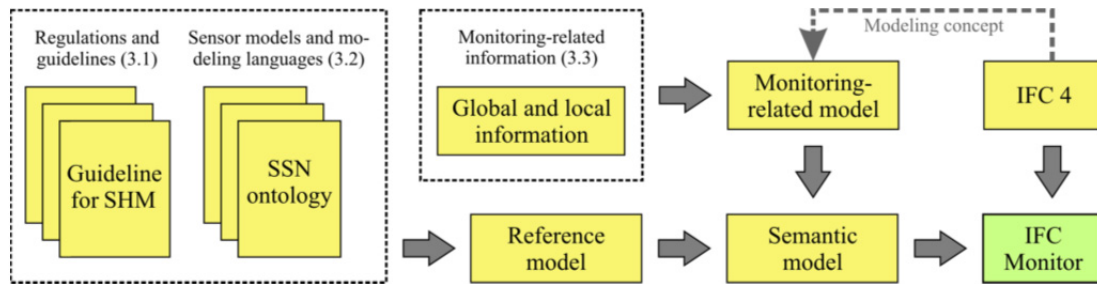 Regulations and
guidelines (3.1)
Sensor models and mo-
deling languages (3.2)
Guideline
for SHM
SSN
ontology
Monitoring-related
information (3.3)
Global and local
information
Modeling concept
Monitoring-
related model
IFC 4
Reference
model
Semantic
model
IFC
Monitor